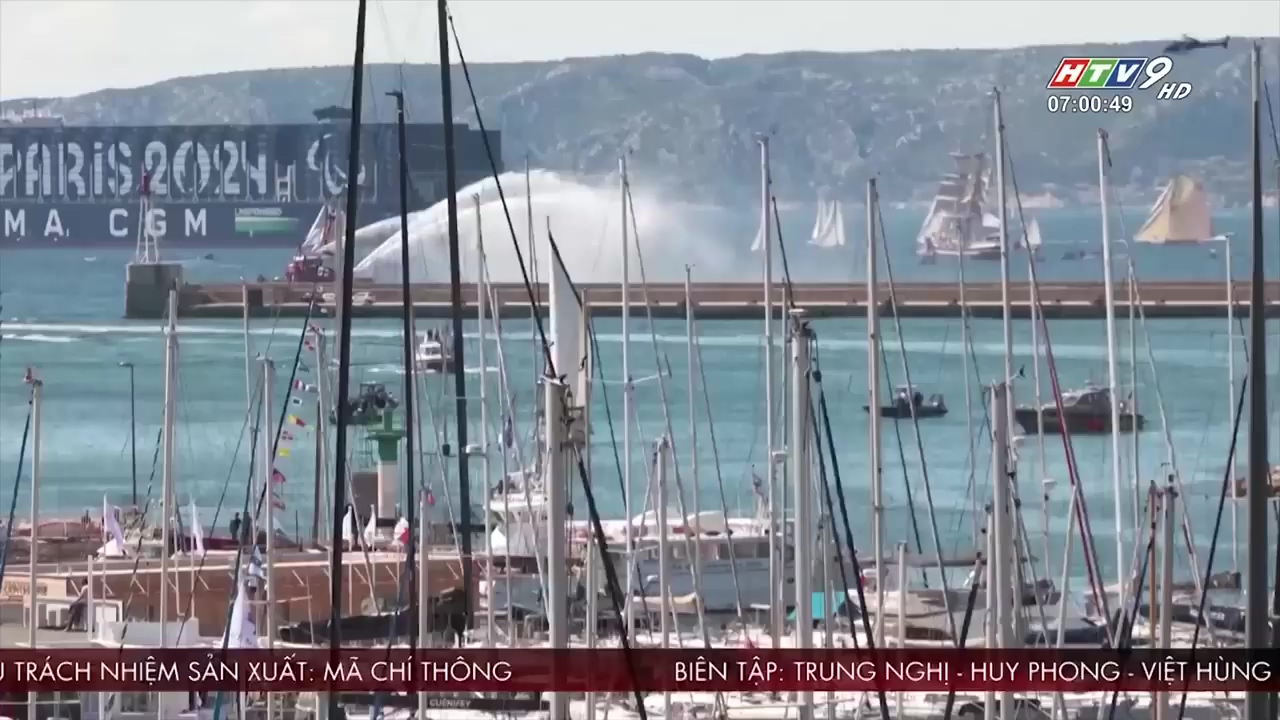 HTV9 HD
07:00:49
PARIS 2024
MA CGM
U TRÁCH NHIỆM SẢN XUẤT: MÃ CHÍ THÔNG BIÊN TẬP: TRUNG NGHỊ - HUY PHONG - VIỆT HÙNG